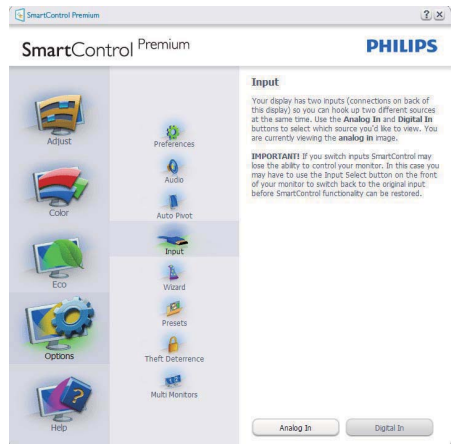 SmartControl Premium
SmartControl Premium
PHILIPS
Adjust
Color
Eco
Options
Help
Preferences
Audio
Auto Pivot
Input
Wizard
Presets
Theft Deterrence
Multi Monitors
Input
Your display has two inputs (connections on back of
this display) so you can hook up two different sources
at the same time. Use the Analog In and Digital In
buttons to select which source you'd like to view. You
are currently viewing the analog in image.
IMPORTANT! If you switch inputs SmartControl may
lose the ability to control your monitor. In this case you
may have to use the Input Select button on the front
of your monitor to switch back to the original input
before SmartControl functionality can be restored.
Analog In
Digital In